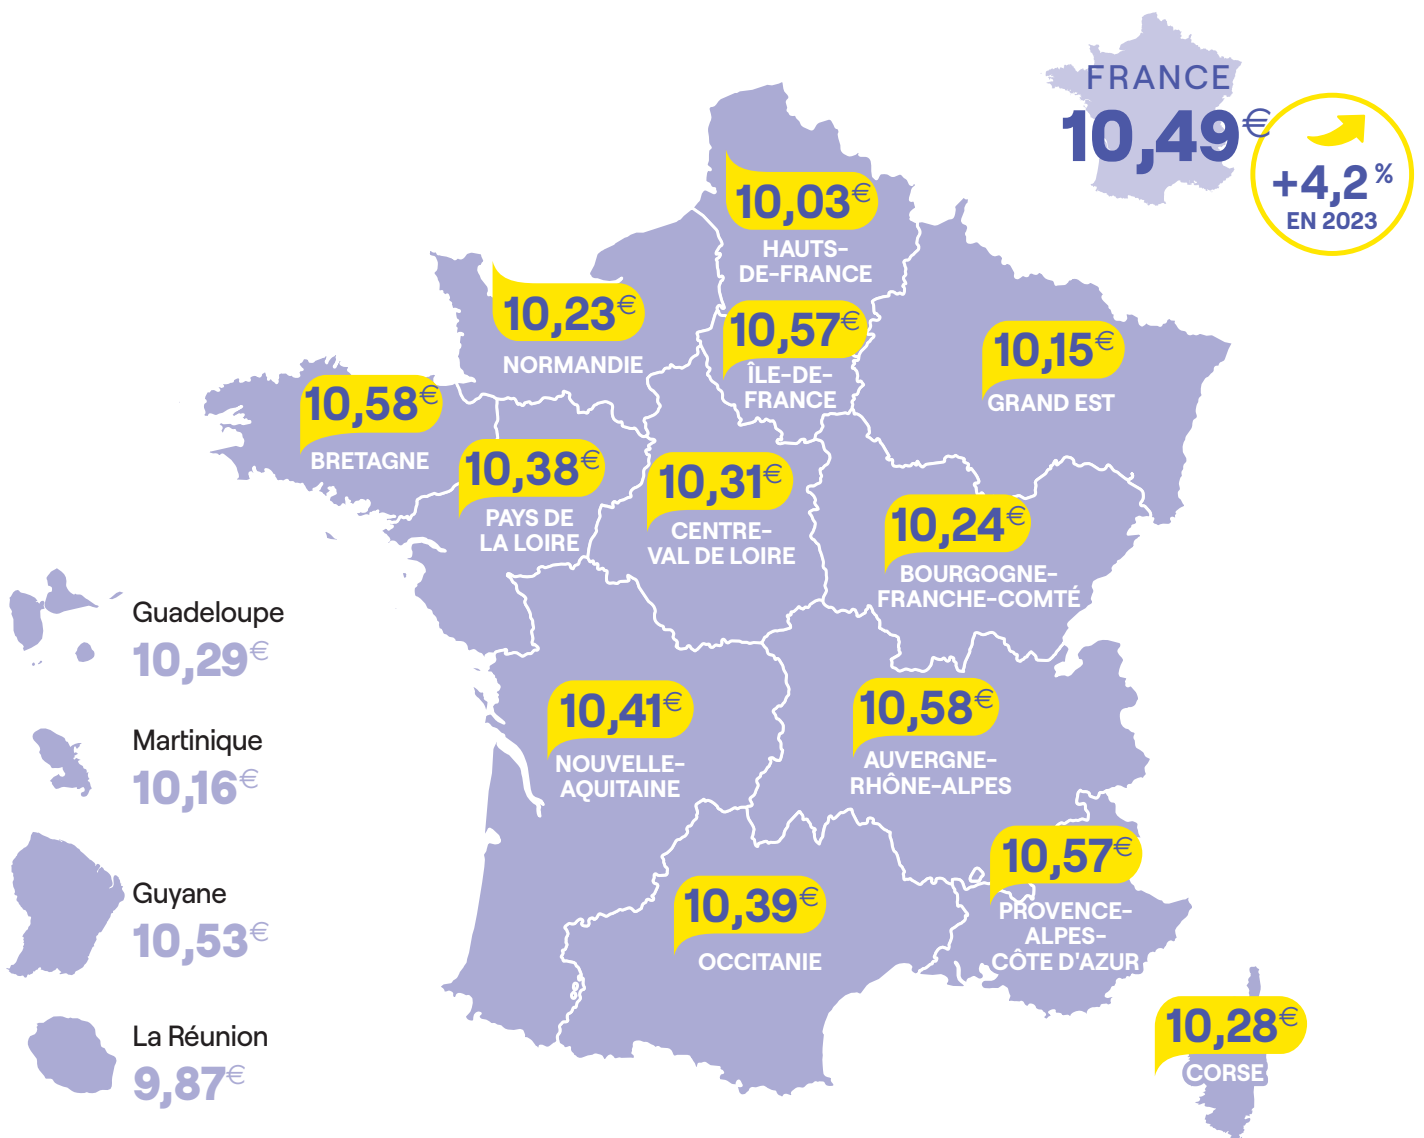 FRANCE
10,49€
+4,2%
EN 2023
10,03€
HAUTS-
DE-FRANCE
10,23€
NORMANDIE
10,57€
ÎLE-DE-
FRANCE
10,15€
GRAND EST
10,58€
BRETAGNE
10,38€
PAYS DE
LA LOIRE
10,31€
CENTRE-
VAL DE LOIRE
10,24€
BOURGOGNE-
FRANCHE-COMTÉ
Guadeloupe
10,29€
Martinique
10,16€
Guyane
10,53€
La Réunion
9,87€
10,41€
NOUVELLE-
AQUITAINE
10,58€
AUVERGNE-
RHÔNE-ALPES
10,39€
OCCITANIE
10,57€
PROVENCE-
ALPES-
CÔTE D'AZUR
10,28€
CORSE